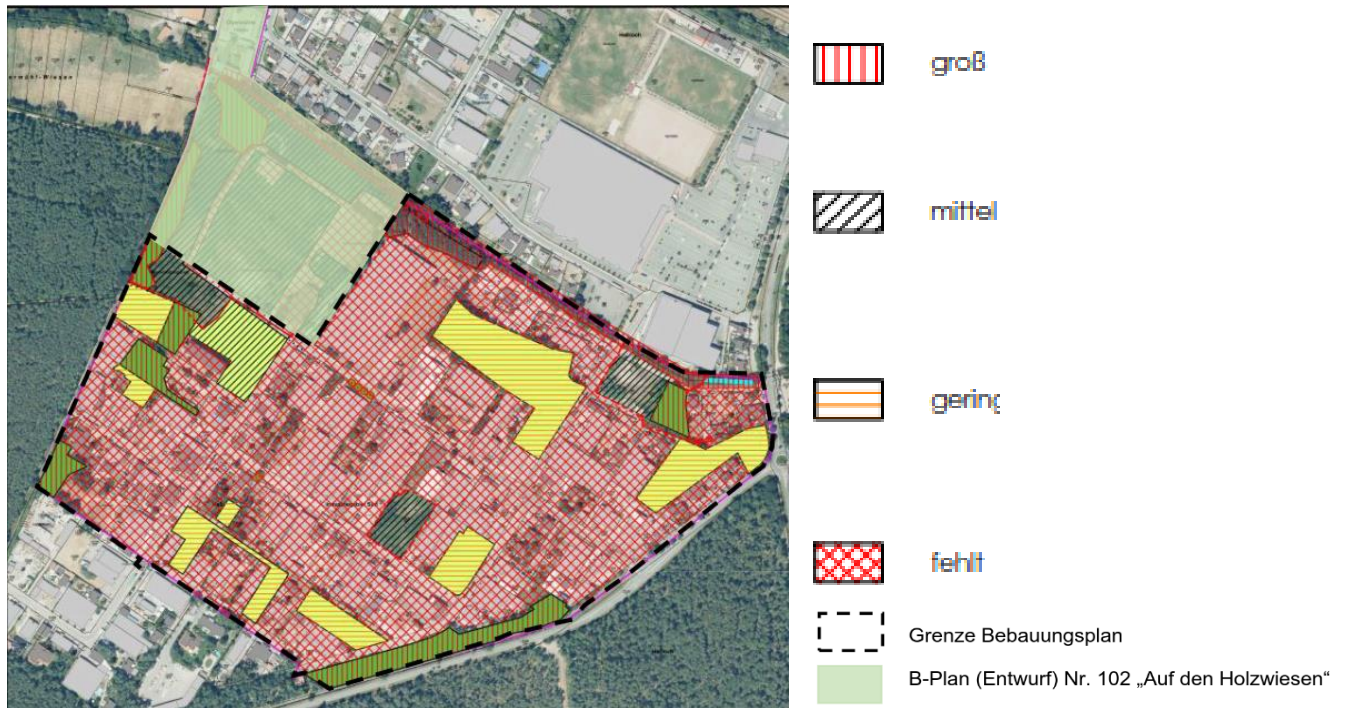 groß
mittel
gering
fehlt
Grenze Bebauungsplan
B-Plan (Entwurf) Nr. 102 „Auf den Holzwiesen“